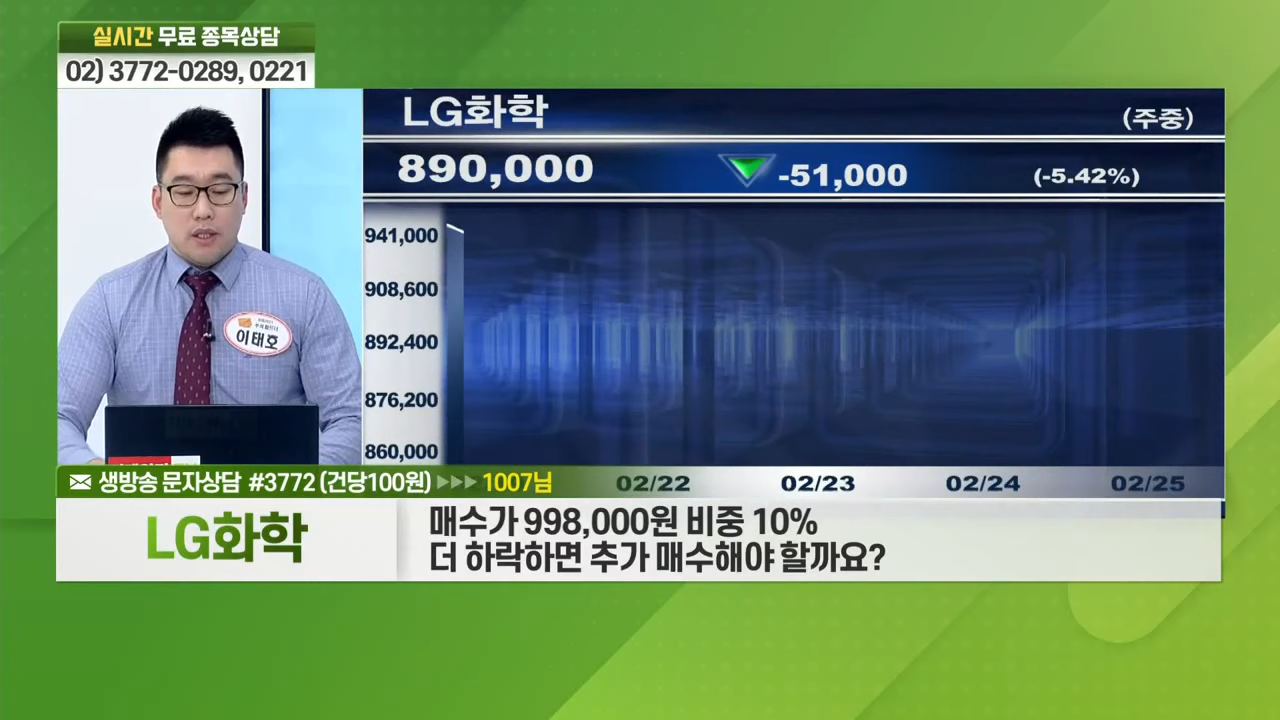 실시간 무료 종목상담
02) 3772-0289, 0221
LG화학
(주중)
890,000
-51,000
(-5.42%)
941,000
908,600
892,400
876,200
860,000
이태호
생방송 문자상담 #3772 (건당100원) 1007님
02/22 02/23 02/24 02/25
LG화학
매수가 998,000원 비중 10%
더 하락하면 추가 매수해야 할까요?